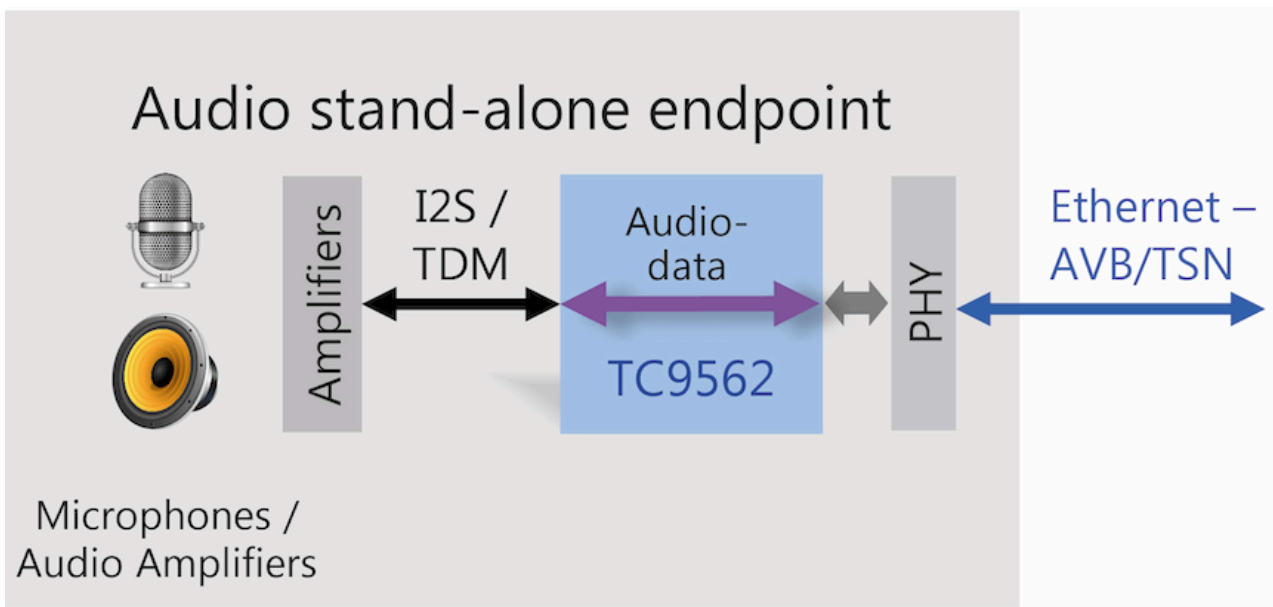 Audio stand-alone endpoint
Amplifiers
I2S /
TDM
Audio-
data
TC9562
PHY
Ethernet –
AVB/TSN
Microphones /
Audio Amplifiers